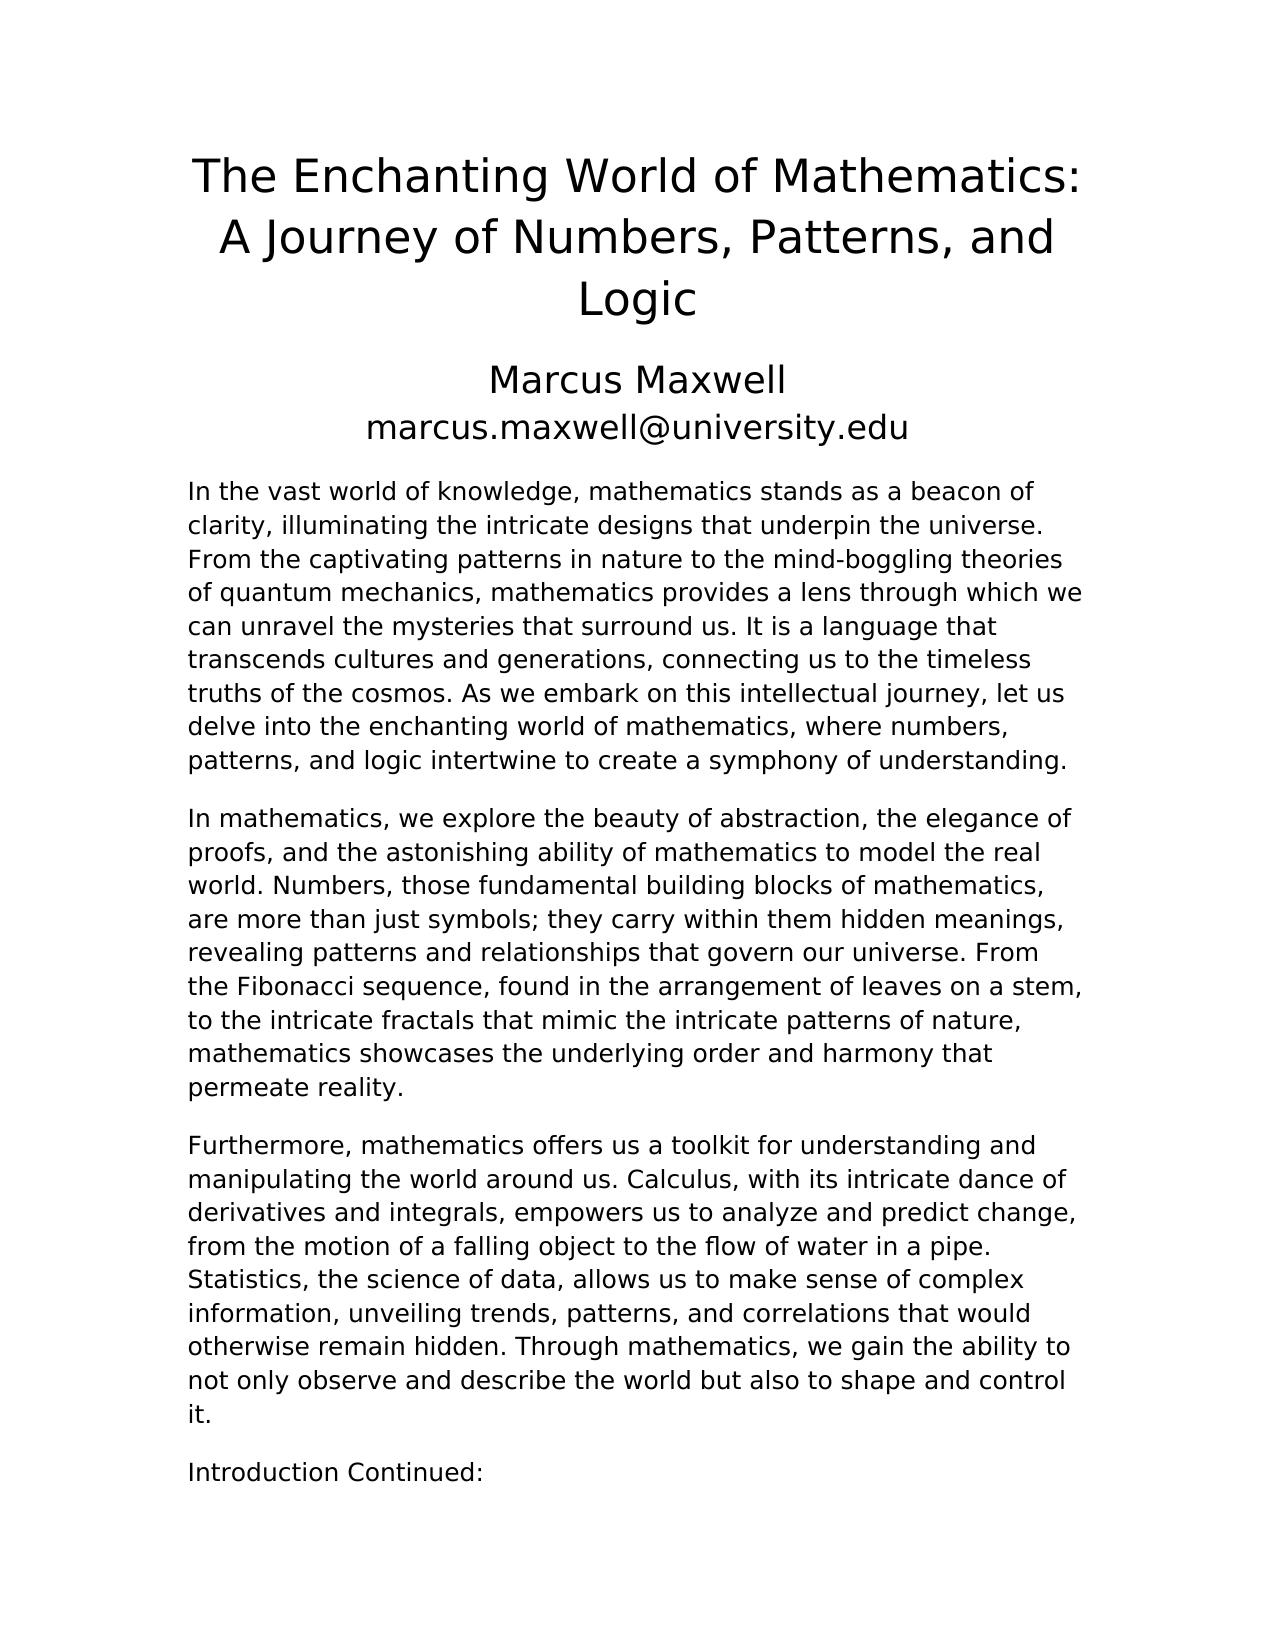 The Enchanting World of Mathematics:
A Journey of Numbers, Patterns, and
Logic
Marcus Maxwell
marcus.maxwell@university.edu
In the vast world of knowledge, mathematics stands as a beacon of
clarity, illuminating the intricate designs that underpin the universe.
From the captivating patterns in nature to the mind-boggling theories
of quantum mechanics, mathematics provides a lens through which we
can unravel the mysteries that surround us. It is a language that
transcends cultures and generations, connecting us to the timeless
truths of the cosmos. As we embark on this intellectual journey, let us
delve into the enchanting world of mathematics, where numbers,
patterns, and logic intertwine to create a symphony of understanding.
In mathematics, we explore the beauty of abstraction, the elegance of
proofs, and the astonishing ability of mathematics to model the real
world. Numbers, those fundamental building blocks of mathematics,
are more than just symbols; they carry within them hidden meanings,
revealing patterns and relationships that govern our universe. From
the Fibonacci sequence, found in the arrangement of leaves on a stem,
to the intricate fractals that mimic the intricate patterns of nature,
mathematics showcases the underlying order and harmony that
permeate reality.
Furthermore, mathematics offers us a toolkit for understanding and
manipulating the world around us. Calculus, with its intricate dance of
derivatives and integrals, empowers us to analyze and predict change,
from the motion of a falling object to the flow of water in a pipe.
Statistics, the science of data, allows us to make sense of complex
information, unveiling trends, patterns, and correlations that would
otherwise remain hidden. Through mathematics, we gain the ability to
not only observe and describe the world but also to shape and control
it.
Introduction Continued: